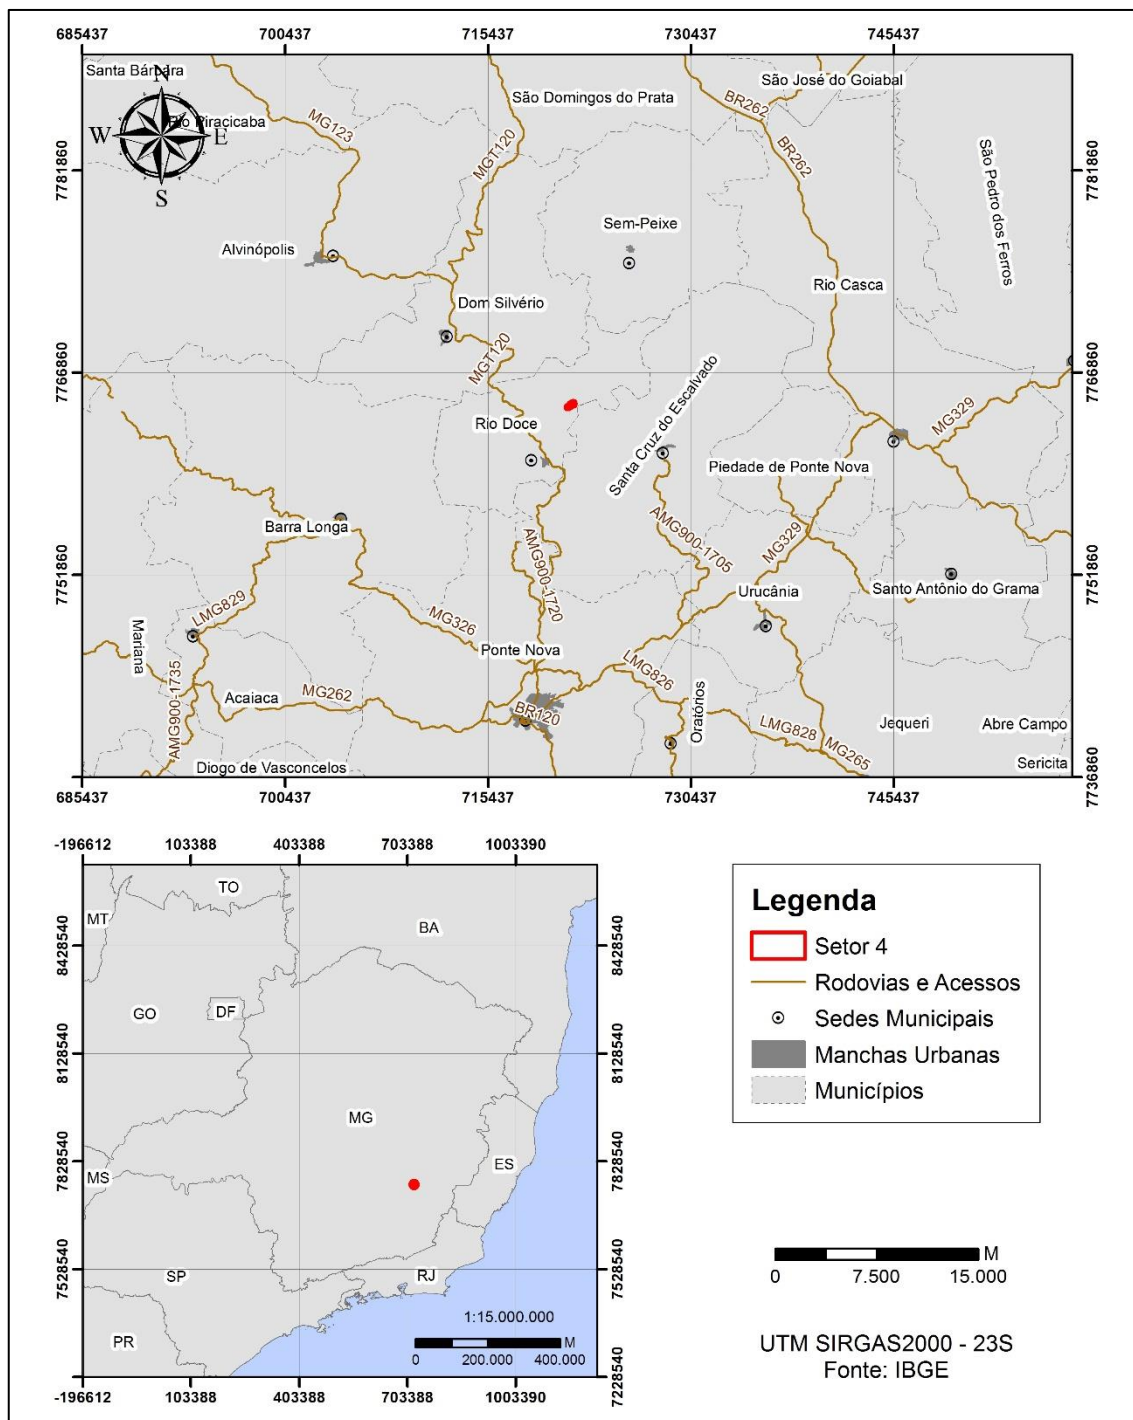 685437 700437 715437 730437 745437
Santa Bárbara
N
São José do Goiabal
São Domingos do Prata
BR262
Rio Piracicaba
MG123
W E
MGT120
BR262
S
7781860 7781860
São Pedro dos Ferros
Sem-Peixe
Alvinópolis
Rio Casca
Dom Silvério
MGT120
7766860 7766860
Santa Cruz do Escalvado
Rio Doce
MG329
Piedade de Ponte Nova
Barra Longa
AMG900-1720
AMG900-1705
MG329
7751860 7751860
Santo Antônio do Grama
Urucânia
LMG829
MG326
Mariana
Ponte Nova
LMG826
AMG900-1735
Acaiaca
MG262
BR120
Oratórios
LMG828
MG265
Jequeri
Abre Campo
Diogo de Vasconcelos
Sericita
7736860
685437 700437 715437 730437 745437
-196612 103388 403388 703388 1003390
TO
MT
BA
8428540 8428540
GO
DF
8128540 8128540
MG
ES
7828540 7828540
MS
7528540 7528540
SP
RJ
1:15.000.000
PR
M
0 200.000 400.000
7228540
-196612 103388 403388 703388 1003390
Legenda
Setor 4
Rodovias e Acessos
Sedes Municipais
Manchas Urbanas
Municípios
M
0 7.500 15.000
UTM SIRGAS2000 - 23S
Fonte: IBGE